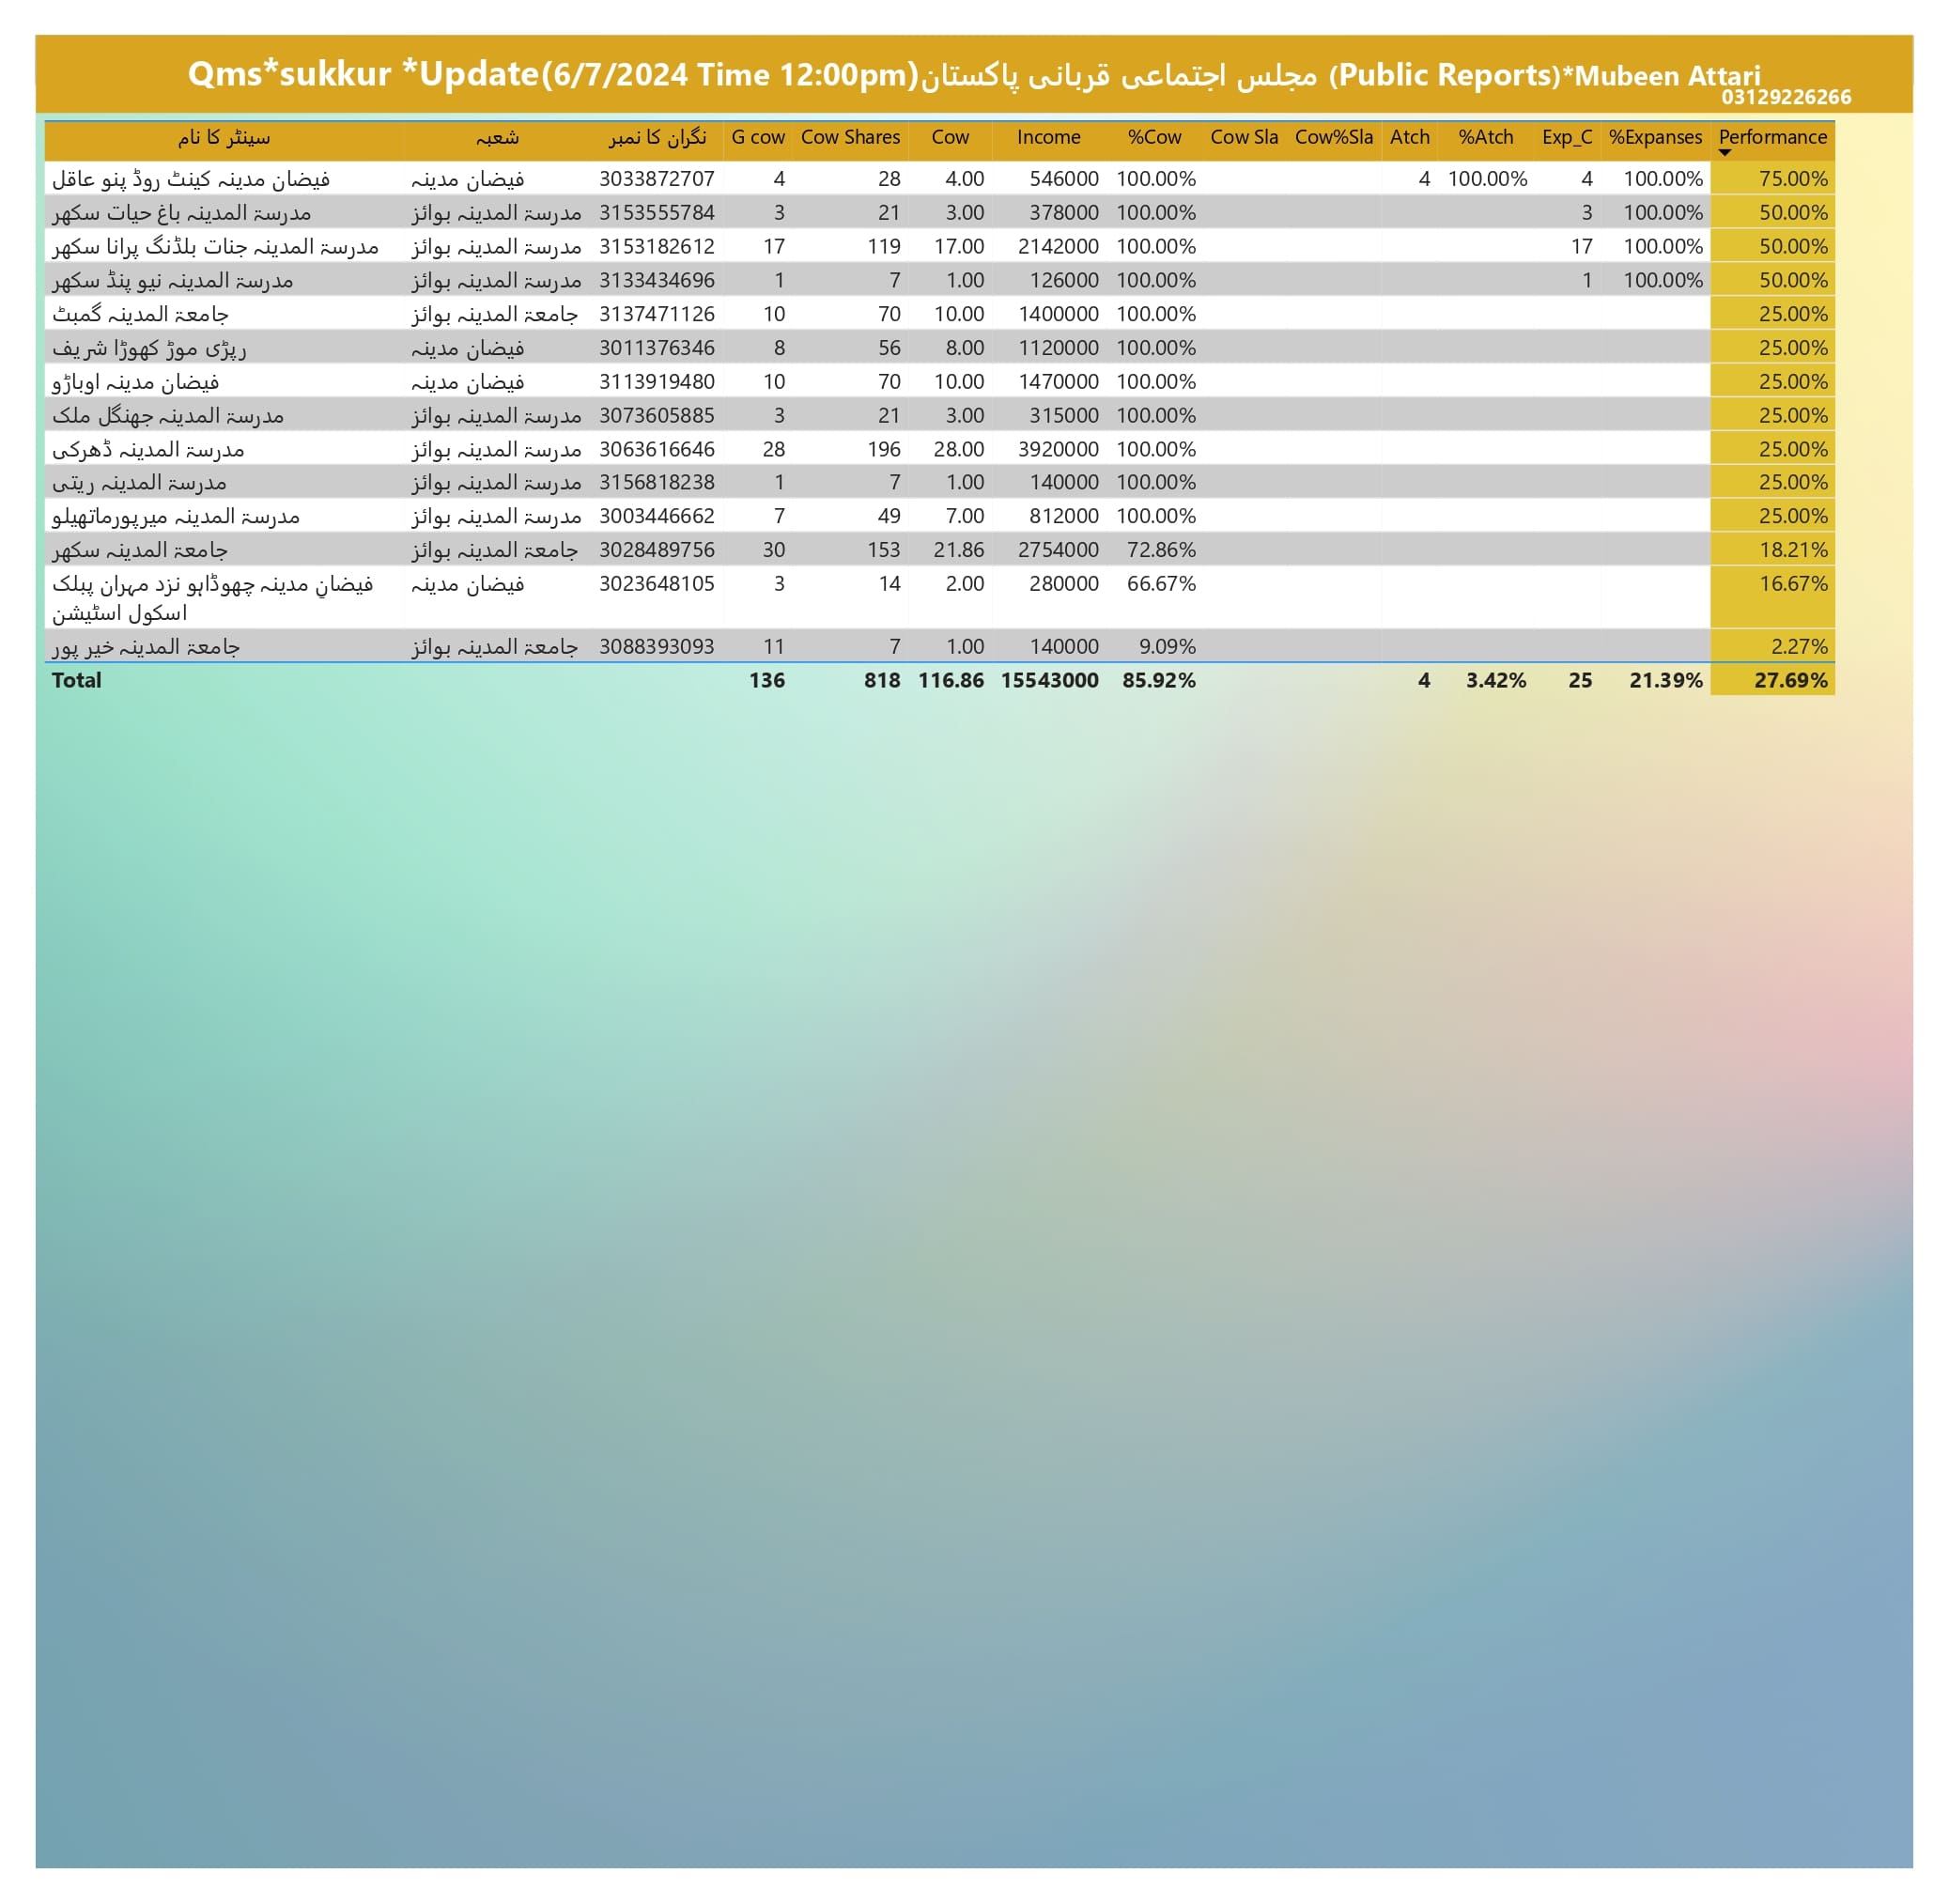 Qms*sukkur *Update(6/7/2024 Time 12:00pm)مجلس اجتماعی قربانی پاکستان (Public Reports)*Mubeen Attari
03129226266
سینٹر کا نام شعبہ نگران کا نمبر G cow Cow Shares Cow Income %Cow Cow Sla Cow%Sla Atch %Atch Exp_C %Expanses Performance
فیضان مدینہ کینٹ روڈ پنو عاقل فیضان مدینہ 3033872707 4 28 4.00 546000 100.00% 4 100.00% 4 100.00% 75.00%
مدرسۃ المدینہ باغ حیات سکھر مدرسۃ المدینہ بوائز 3153555784 3 21 3.00 378000 100.00% 3 100.00% 50.00%
مدرسۃ المدینہ جنات بلڈنگ پرانا سکھر مدرسۃ المدینہ بوائز 3153182612 17 119 17.00 2142000 100.00% 17 100.00% 50.00%
مدرسۃ المدینہ نیو پنڈ سکھر مدرسۃ المدینہ بوائز 3133434696 1 7 1.00 126000 100.00% 1 100.00% 50.00%
جامعۃ المدینہ گمبٹ جامعۃ المدینہ بوائز 3137471126 10 70 10.00 1400000 100.00% 25.00%
رپڑی موڑ کھوڑا شریف فیضان مدینہ 3011376346 8 56 8.00 1120000 100.00% 25.00%
فیضان مدینہ اوباڑو فیضان مدینہ 3113919480 10 70 10.00 1470000 100.00% 25.00%
مدرسۃ المدینہ جھنگل ملک مدرسۃ المدینہ بوائز 3073605885 3 21 3.00 315000 100.00% 25.00%
مدرسۃ المدینہ ڈھرکی مدرسۃ المدینہ بوائز 3063616646 28 196 28.00 3920000 100.00% 25.00%
مدرسۃ المدینہ ریتی مدرسۃ المدینہ بوائز 3156818238 1 7 1.00 140000 100.00% 25.00%
مدرسۃ المدینہ میرپورماتھیلو مدرسۃ المدینہ بوائز 3003446662 7 49 7.00 812000 100.00% 25.00%
جامعۃ المدینہ سکھر جامعۃ المدینہ بوائز 3028489756 30 153 21.86 2754000 72.86% 18.21%
فیضانِ مدینہ چھوڈاہو نزد مہران پبلک فیضان مدینہ 3023648105 3 14 2.00 280000 66.67% 16.67%
اسکول اسٹیشن
جامعۃ المدینہ خیر پور جامعۃ المدینہ بوائز 3088393093 11 7 1.00 140000 9.09% 2.27%
Total 136 818 116.86 15543000 85.92% 4 3.42% 25 21.39% 27.69%